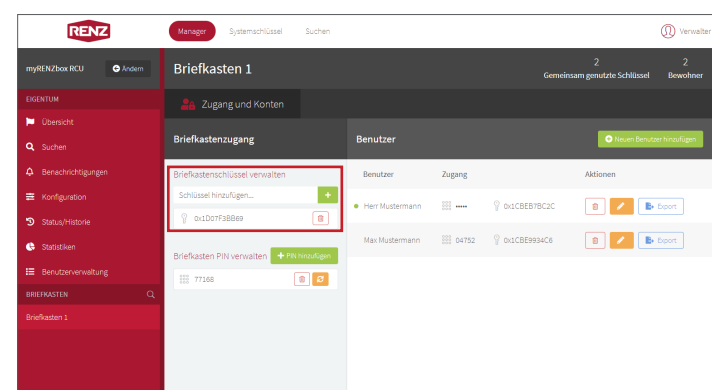 RENZ
Manager Systemschlüssel Suchen Verwalter
myRENZbox RCU Ändern
Briefkasten 1
2 2
Gemeinsam genutzte Schlüssel Bewohner
EIGENTUM
Zugang und Konten
Übersicht
Suchen
Benachrichtigungen
Konfiguration
Status/Historie
Statistiken
Benutzerverwaltung
BRIEFKASTEN
Briefkasten 1
Briefkastenzugang
Briefkastenschlüssel verwalten
Schlüssel hinzufügen... +
0x1D07F3BB69
Briefkasten PIN verwalten + PIN Hinzufügen
77168
Benutzer Neuen Benutzer hinzufügen
Benutzer Zugang Aktionen
Herr Mustermann ••••• 0x1CBEB7BC2C Export
Max Mustermann 04752 0x1CBE9934C6 Export